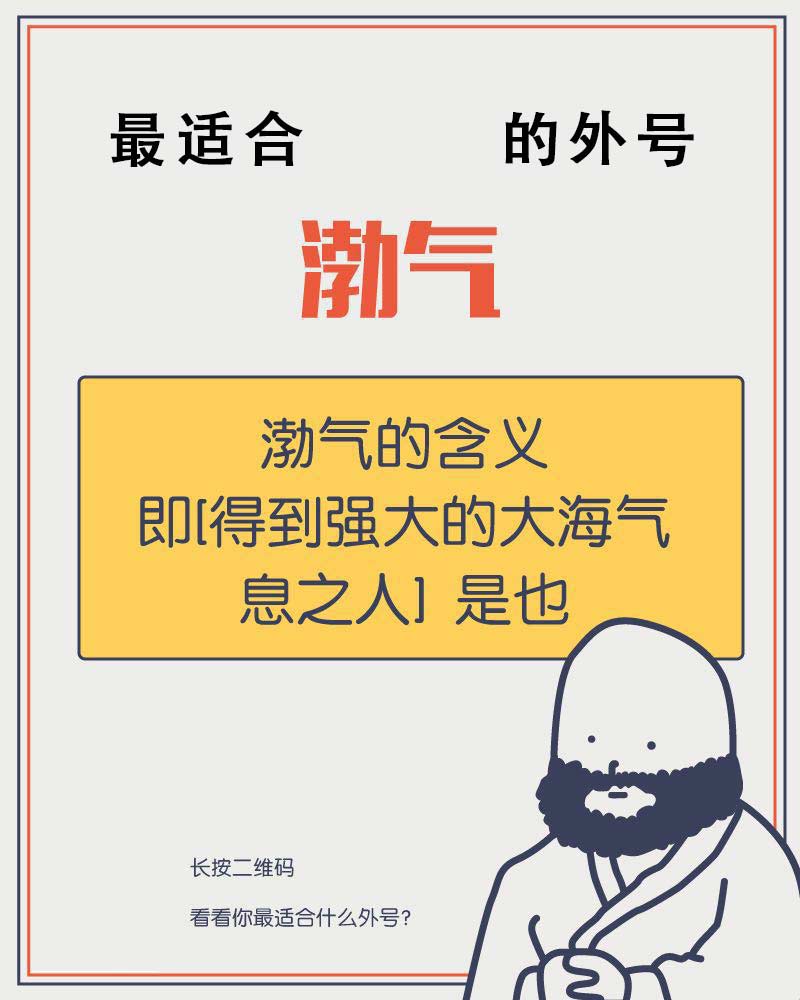 最适合 的外号
渤气
渤气的含义
即[得到强大的大海气
息之人] 是也
长按二维码
看看你最适合什么外号?